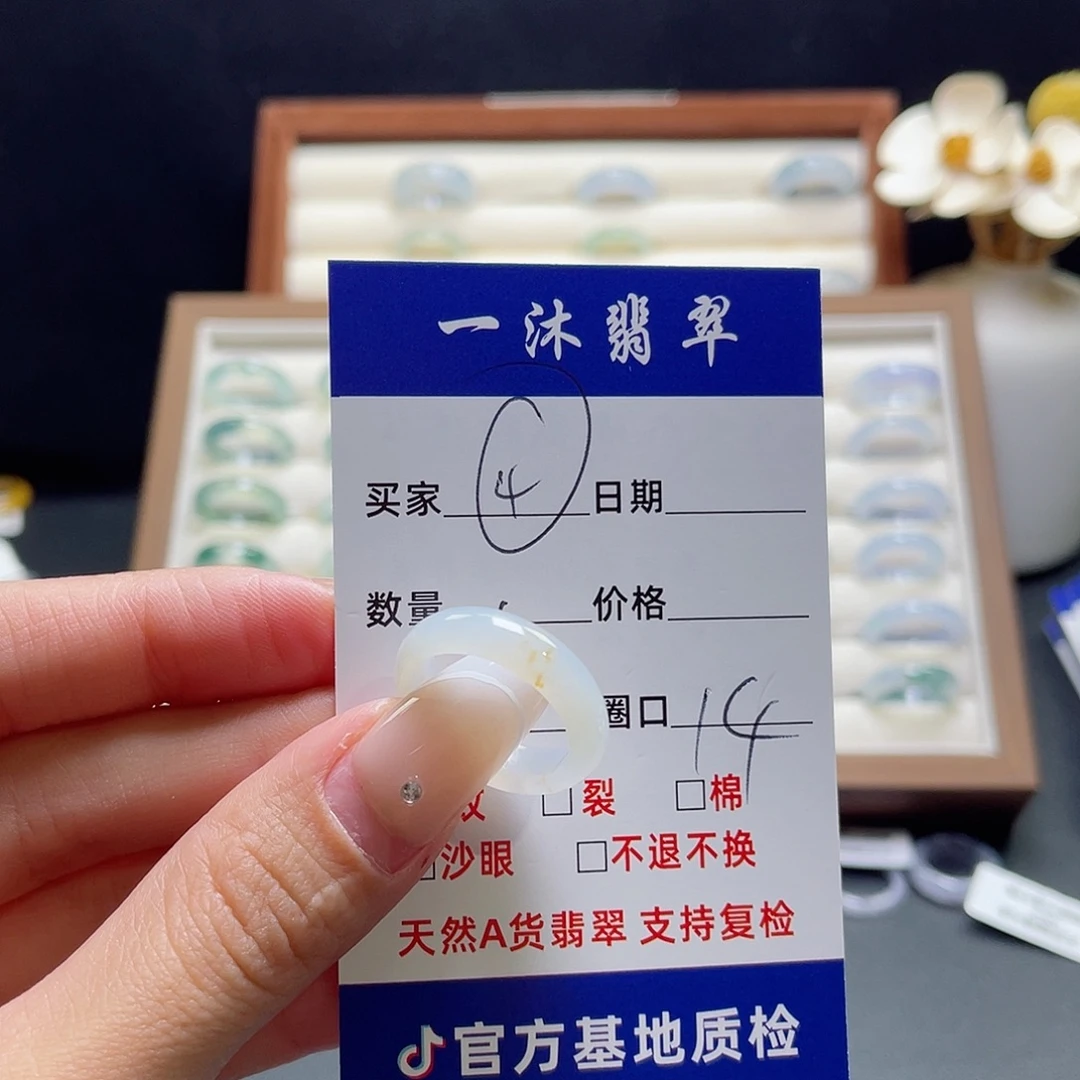 一沐翡翠
买家 4 日期
数量 价格
圈口 14
纹 □裂 □棉
□沙眼 □不退不换
天然A货翡翠 支持复检
官方基地质检